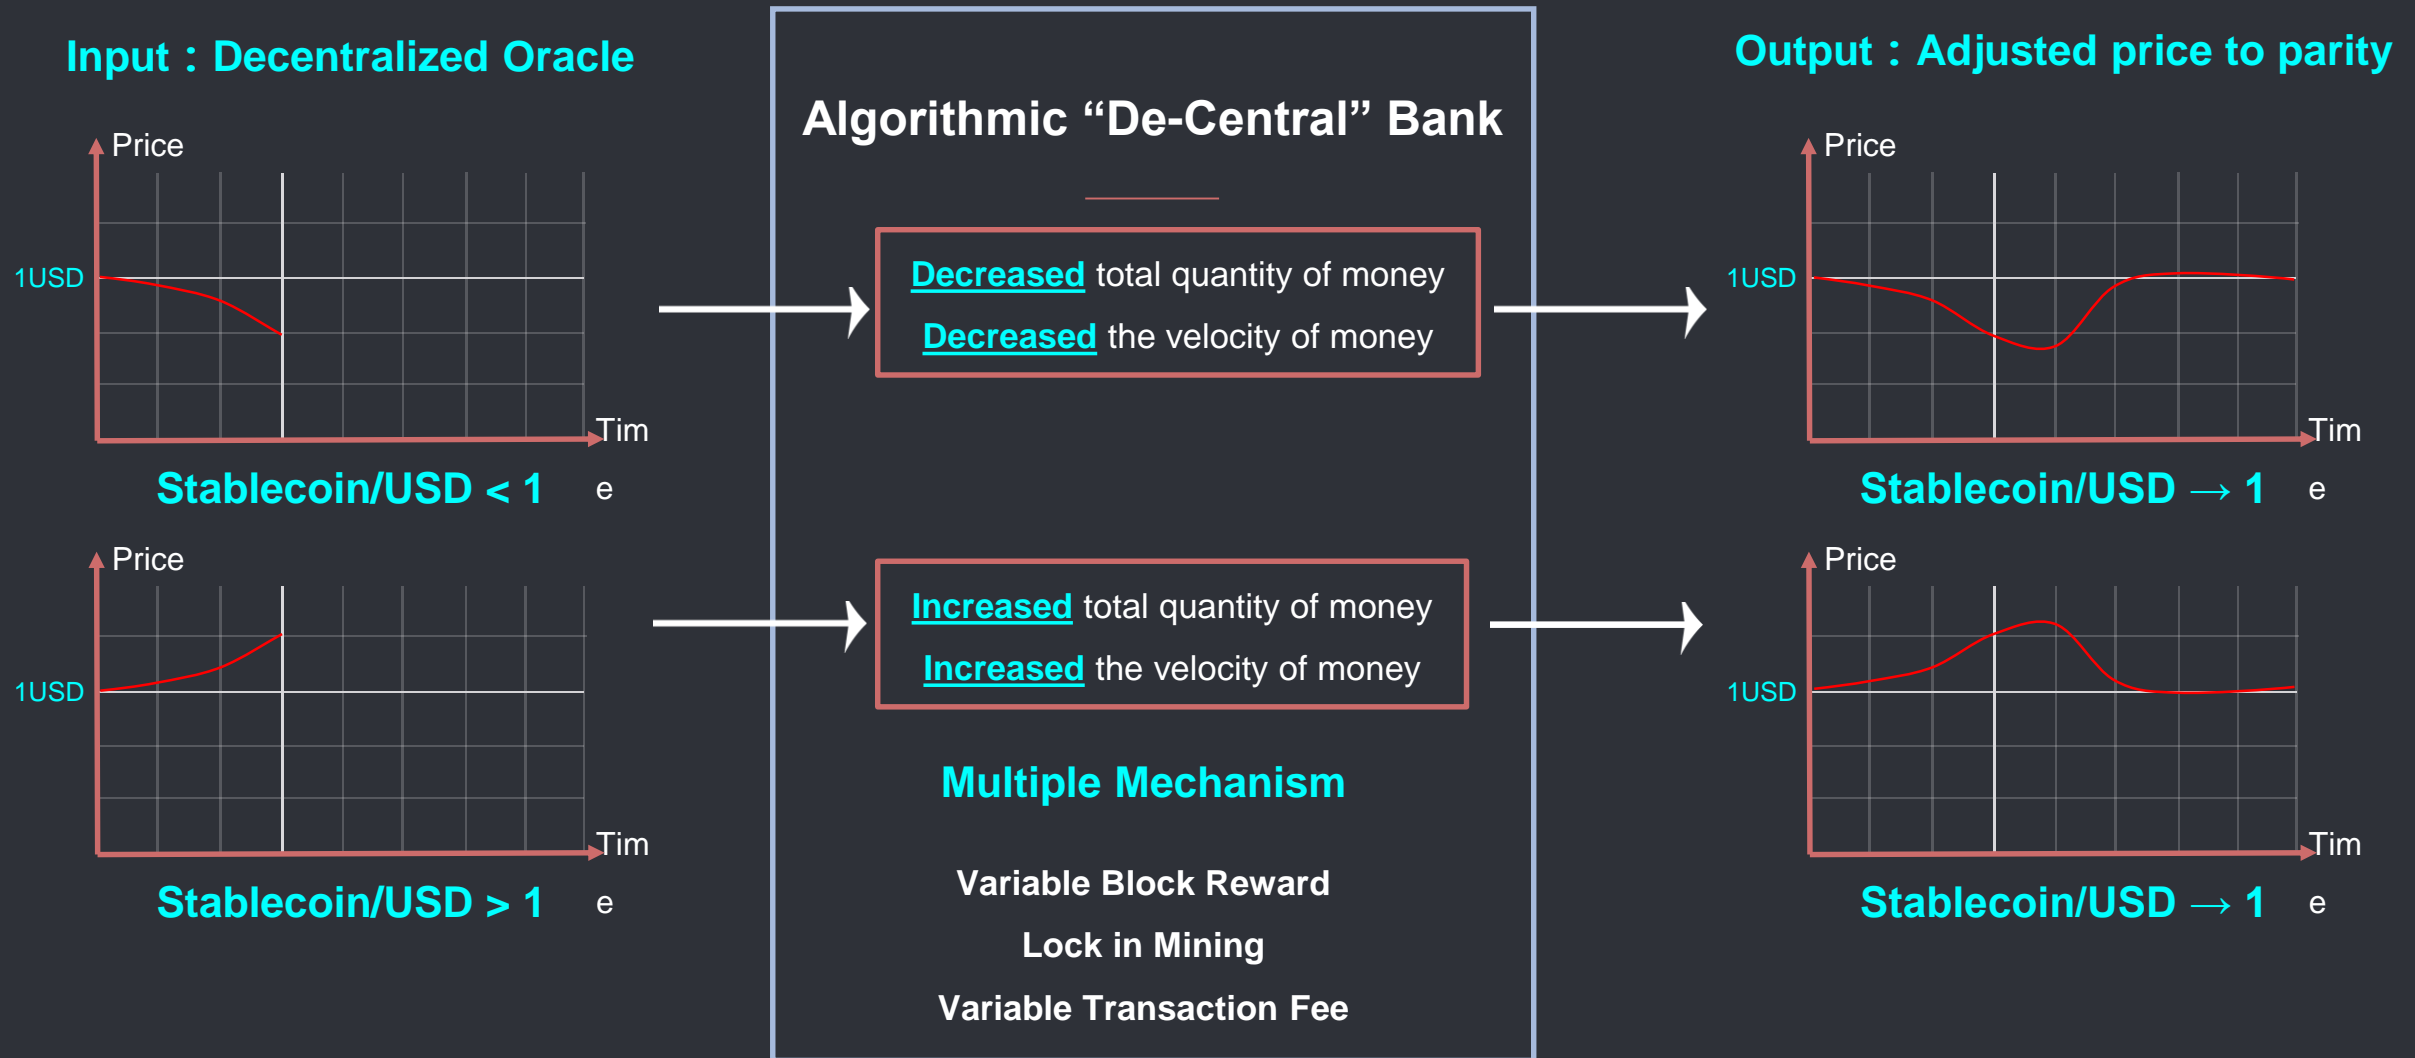 Input：Decentralized Oracle
Price
1USD
Tim
e
Stablecoin/USD < 1
Price
1USD
Tim
e
Stablecoin/USD > 1
Algorithmic “De-Central” Bank
Decreased total quantity of money
Decreased the velocity of money
Increased total quantity of money
Increased the velocity of money
Multiple Mechanism
Variable Block Reward
Lock in Mining
Variable Transaction Fee
Output：Adjusted price to parity
Price
1USD
Tim
e
Stablecoin/USD → 1
Price
1USD
Tim
e
Stablecoin/USD → 1